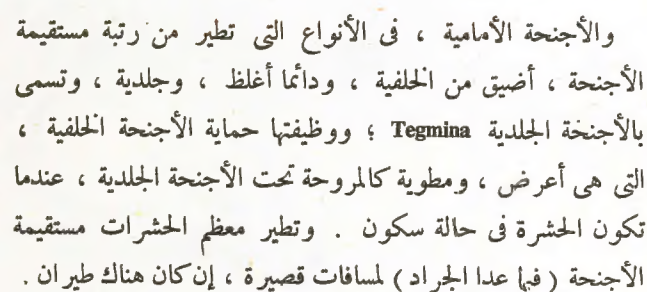 والأجنحة الأمامية ، فى الأنواع التى تطير من رتبة مستقيمة
الأجنحة ، أضيق من الخلفية ، ودائما أغلظ ، وجلدية ، وتسمى
بالأجنحة الجلدية Tegmina ؛ ووظيفتها حماية الأجنحة الخلفية ،
التى هى أعرض ، ومطوية كالمروحة تحت الأجنحة الجلدية ، عندما
تكون الحشرة فى حالة سكون . وتطير معظم الحشرات مستقيمة
الأجنحة ( فيما عدا الجراد ) لمسافات قصيرة ، إن كان هناك طيران .